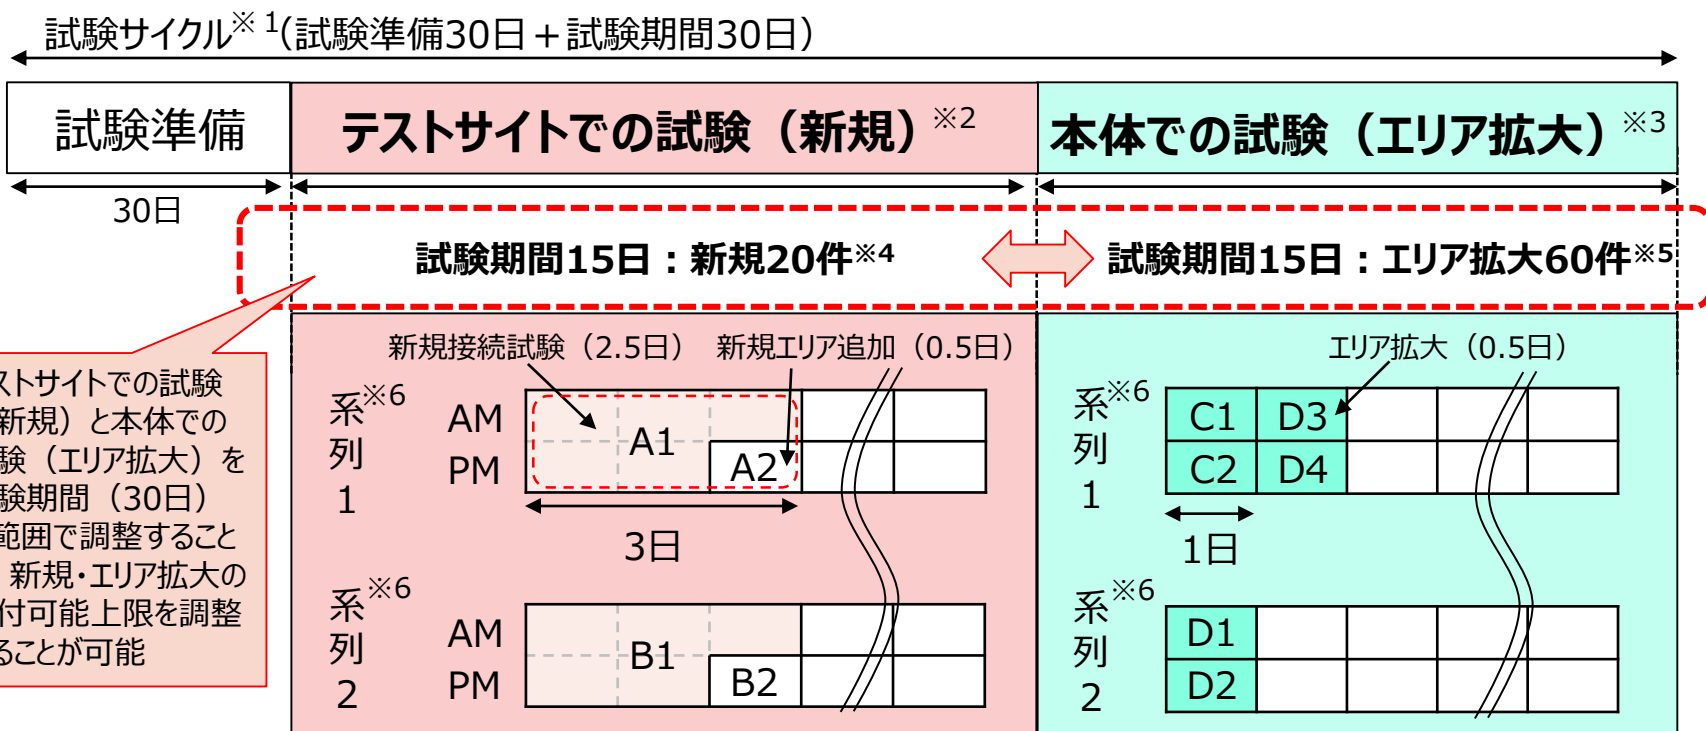 試験サイクル※1(試験準備30日＋試験期間30日)
試験準備
テストサイトでの試験（新規）※2
本体での試験（エリア拡大）※3
30日
試験期間15日：新規20件※4
試験期間15日：エリア拡大60件※5
ストサイトでの試験
新規）と本体での
験（エリア拡大）を
験期間（30日）
範囲で調整すること
新規・エリア拡大の
付可能上限を調整
ることが可能
新規接続試験（2.5日）
新規エリア追加（0.5日）
系列1※6
AM
PM
A1
A2
3日
系列2※6
AM
PM
B1
B2
エリア拡大（0.5日）
系列1※6
C1
D3
C2
D4
1日
系列2※6
D1
D2